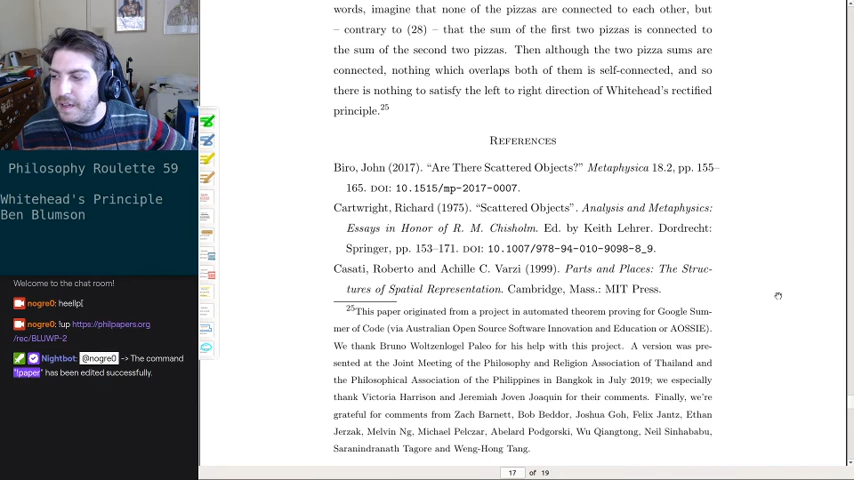 Philosophy Roulette 59
Whitehead's Principle
Ben Blumson
Welcome to the chat room!
nogre0: heellp[
nogre0: !up https://philpapers.org
/rec/BLUWP-2
Nightbot: @nogre0 -> The command
"!paper" has been edited successfully.
words, imagine that none of the pizzas are connected to each other, but
– contrary to (28) – that the sum of the first two pizzas is connected to
the sum of the second two pizzas. Then although the two pizza sums are
connected, nothing which overlaps both of them is self-connected, and so
there is nothing to satisfy the left to right direction of Whitehead's rectified
principle.25
References
Biro, John (2017). “Are There Scattered Objects?” Metaphysica 18.2, pp. 155–
165. DOI: 10.1515/mp-2017-0007.
Cartwright, Richard (1975). “Scattered Objects”. Analysis and Metaphysics:
Essays in Honor of R. M. Chisholm. Ed. by Keith Lehrer. Dordrecht:
Springer, pp. 153–171. DOI: 10.1007/978-94-010-9098-8_9.
Casati, Roberto and Achille C. Varzi (1999). Parts and Places: The Struc-
tures of Spatial Representation. Cambridge, Mass.: MIT Press.
25This paper originated from a project in automated theorem proving for Google Sum-
mer of Code (via Australian Open Source Software Innovation and Education or AOSSIE).
We thank Bruno Woltzenlogel Paleo for his help with this project. A version was pre-
sented at the Joint Meeting of the Philosophy and Religion Association of Thailand and
the Philosophical Association of the Philippines in Bangkok in July 2019; we especially
thank Victoria Harrison and Jeremiah Joven Joaquin for their comments. Finally, we're
grateful for comments from Zach Barnett, Bob Beddor, Joshua Goh, Felix Jantz, Ethan
Jerzak, Melvin Ng, Michael Pelczar, Abelard Podgorski, Wu Qiangtong, Neil Sinhababu,
Saranindranath Tagore and Weng-Hong Tang.
17 of 19